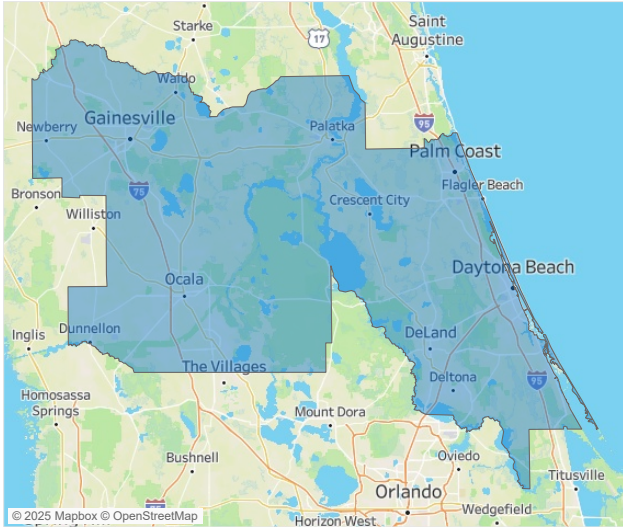 Saint
Augustine
Starke
17
Waldo
Gainesville
Newberry
Palatka
95
Palm Coast
75
Flagler Beach
Bronson
Crescent City
Williston
Daytona Beach
Ocala
Inglis
Dunnellon
DeLand
The Villages
Deltona
95
Homosassa
Springs
Mount Dora
Bushnell
Oviedo
Titusville
Orlando
Wedgefield
Horizon West
© 2025 Mapbox © OpenStreetMap